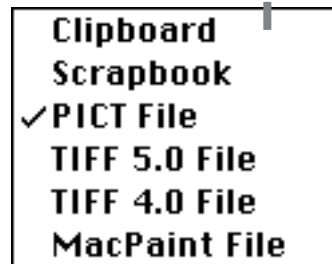 Clipboard
Scrapbook
✓PICT File
TIFF 5.0 File
TIFF 4.0 File
MacPaint File